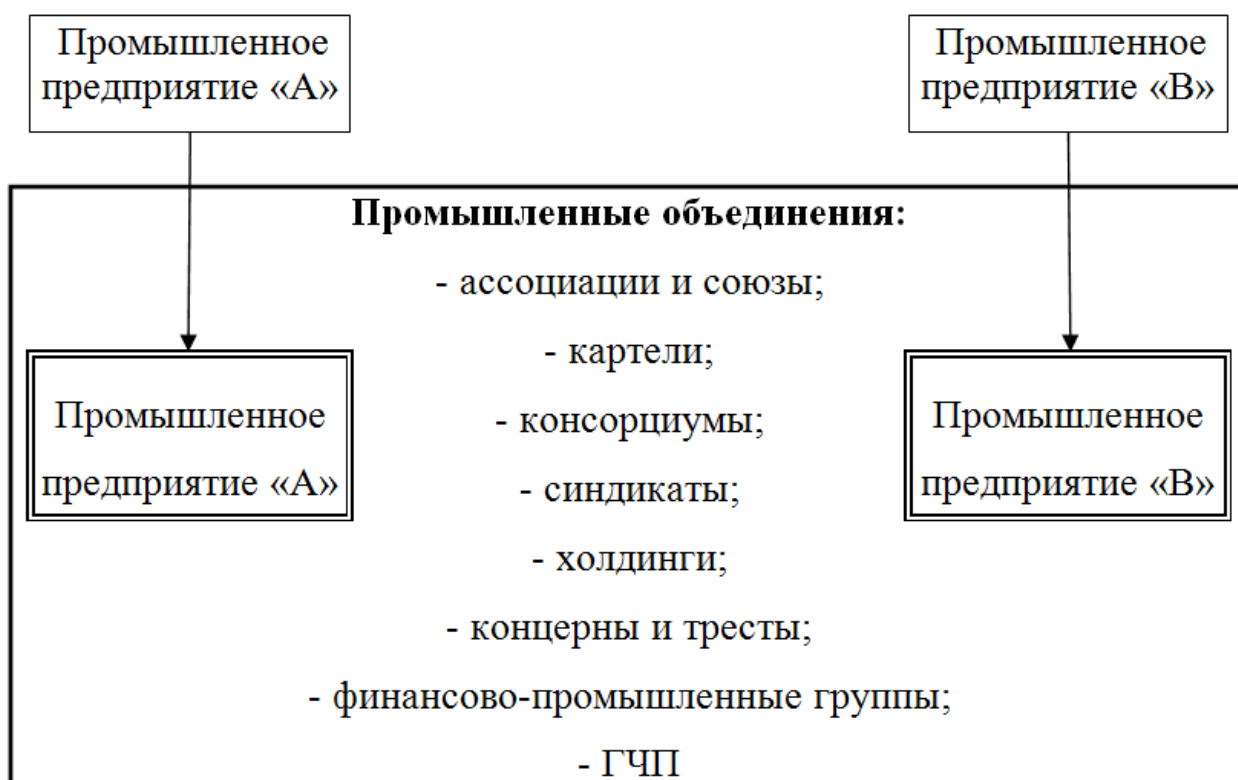 Промышленное
предприятие «А»
Промышленное
предприятие «В»
Промышленные объединения:
- ассоциации и союзы;
- картели;
- консорциумы;
- синдикаты;
- холдинги;
- концерны и тресты;
- финансово-промышленные группы;
- ГЧП
Промышленное
предприятие «А»
Промышленное
предприятие «В»